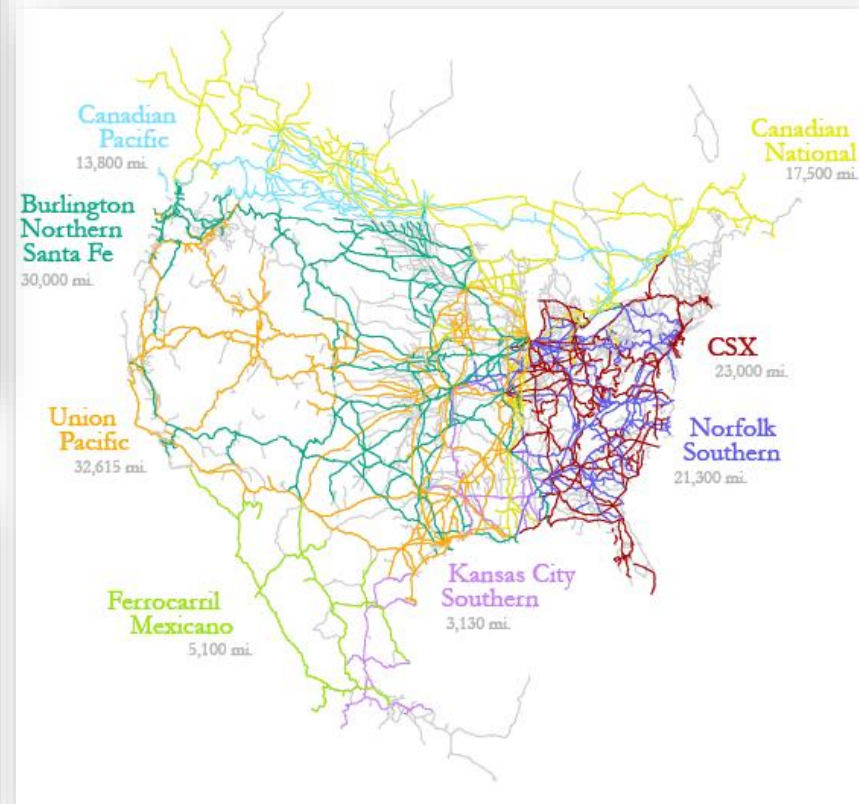 Canadian
Pacific
13,800 mi.
Canadian
National
17,500 mi.
Burlington
Northern
Santa Fe
30,000 mi.
CSX
23,000 mi.
Union
Pacific
32,615 mi.
Norfolk
Southern
21,300 mi.
Kansas City
Southern
3,130 mi.
Ferrocarril
Mexicano
5,100 mi.